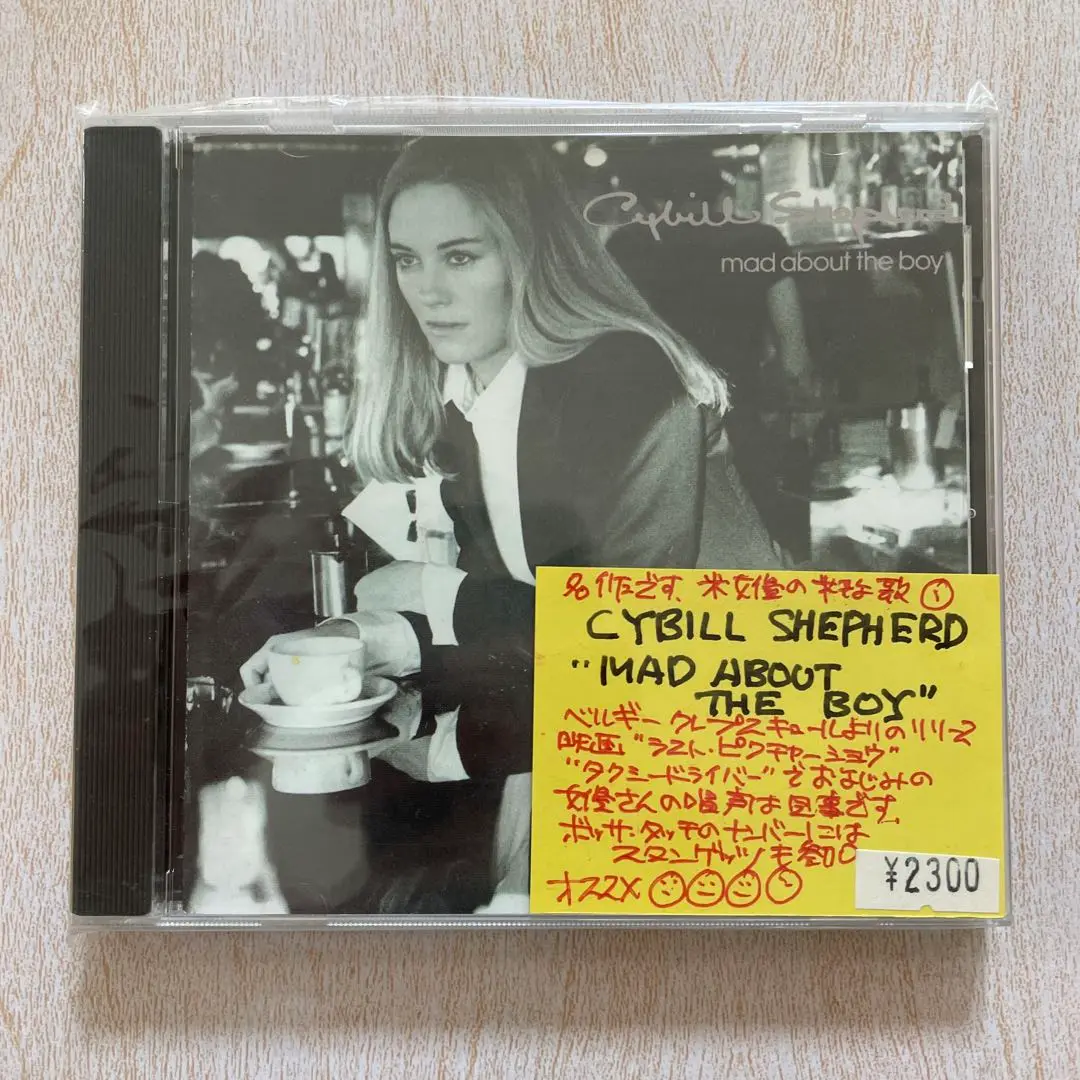 Cybill Shepherd
mad about the boy
名作です、米女優の粋な歌
CYBILL SHEPHERD
"MAD ABOUT
THE BOY"
ベルギー クレプスキュールよりのリリース
映画"ラスト・ピクチャーショウ"
"タクシードライバー"でおなじみの
女優さんの唄声は見事です。
ボッサ・タッチのナンバーには
スタンゲッツも参加
オススメ
¥2300